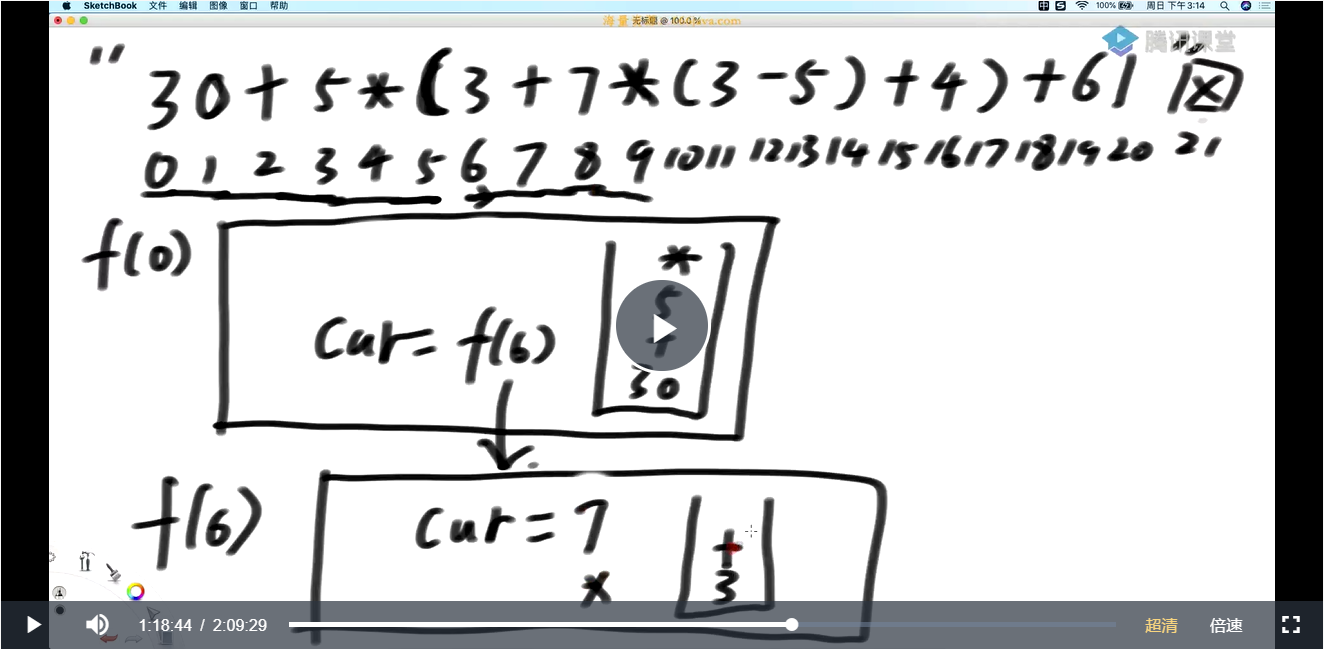 SketchBook 文件 编辑 图像 窗口 帮助 100% 周日 下午3:14
无标题 @ 100.0 %
腾讯课堂
" 30+5*(3+7*(3-5)+4)+61
0 1 2 3 4 5 6 7 8 9 10 11 12 13 14 15 16 17 18 19 20 21
f(0)
*
5
+
30
cur= f(6)
f(6)
cur=7
*
+
3
1:18:44 / 2:09:29 超清 倍速